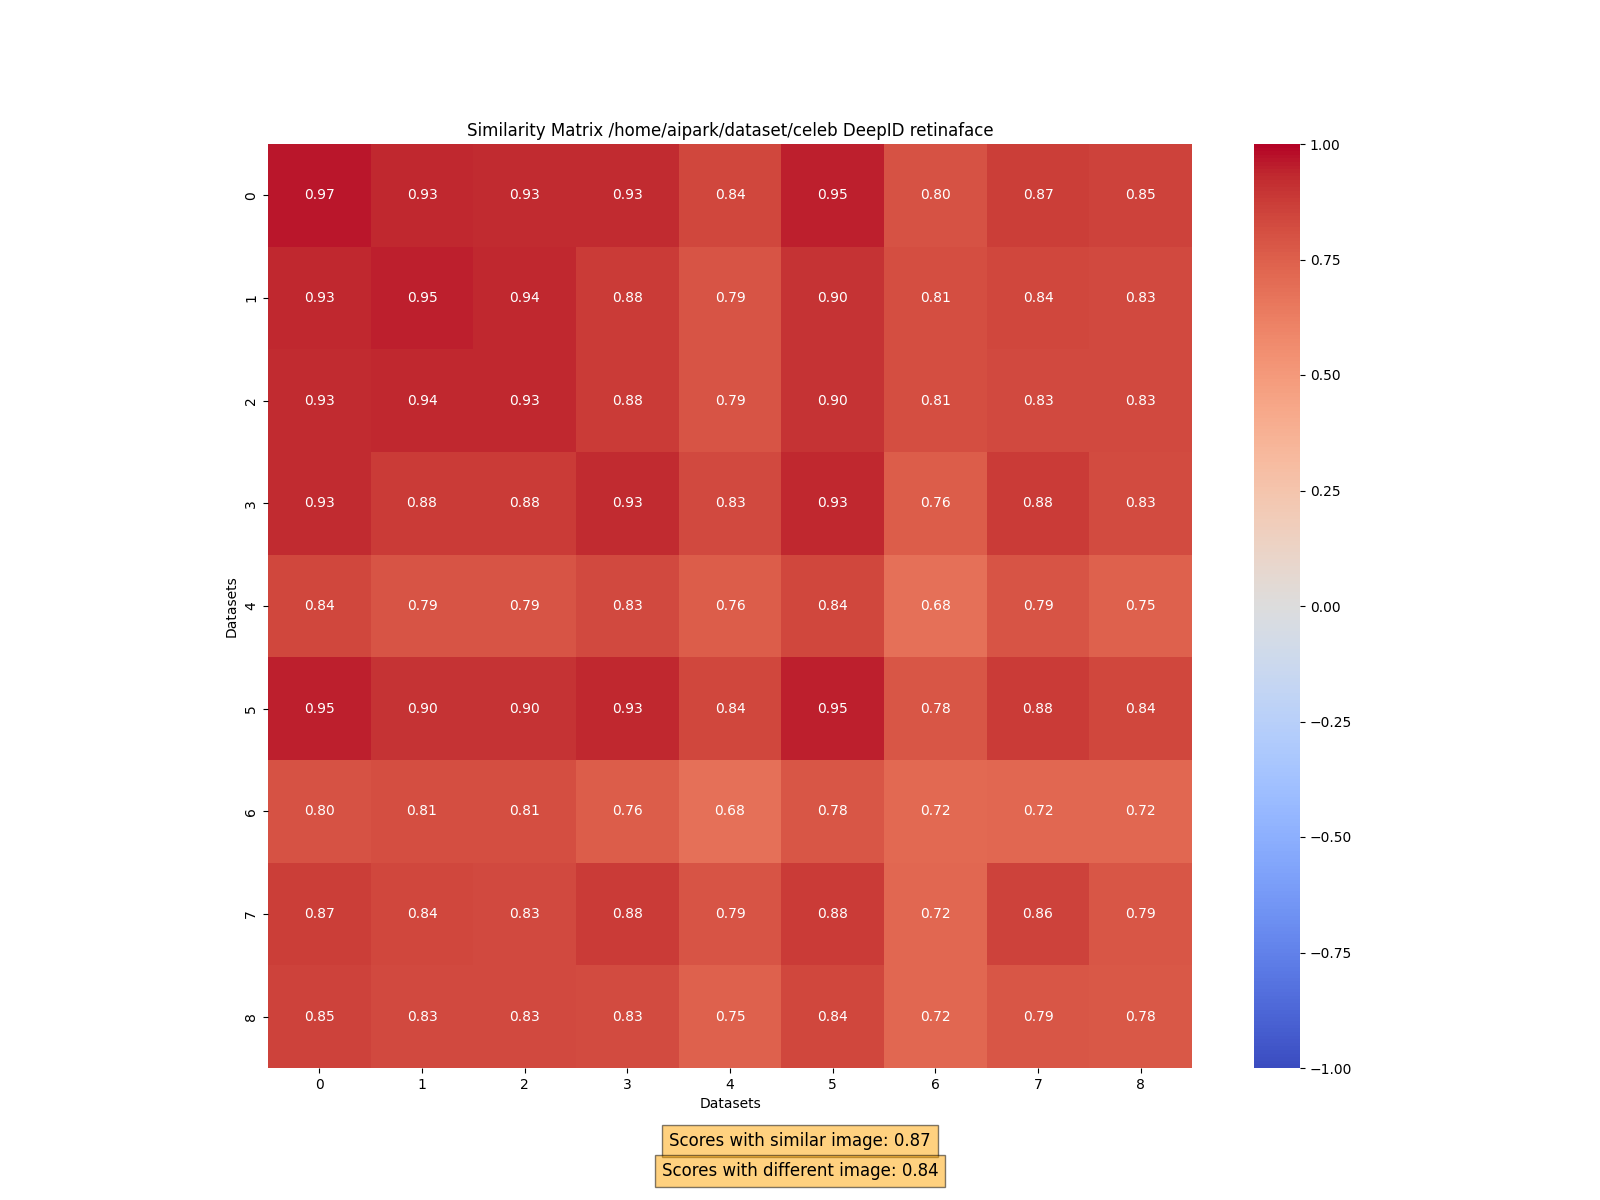 Similarity Matrix /home/aipark/dataset/celeb DeepID retinaface
0 0.97 0.93 0.93 0.93 0.84 0.95 0.80 0.87 0.85
1 0.93 0.95 0.94 0.88 0.79 0.90 0.81 0.84 0.83
2 0.93 0.94 0.93 0.88 0.79 0.90 0.81 0.83 0.83
3 0.93 0.88 0.88 0.93 0.83 0.93 0.76 0.88 0.83
4 0.84 0.79 0.79 0.83 0.76 0.84 0.68 0.79 0.75
5 0.95 0.90 0.90 0.93 0.84 0.95 0.78 0.88 0.84
6 0.80 0.81 0.81 0.76 0.68 0.78 0.72 0.72 0.72
7 0.87 0.84 0.83 0.88 0.79 0.88 0.72 0.86 0.79
8 0.85 0.83 0.83 0.83 0.75 0.84 0.72 0.79 0.78
Datasets
0 1 2 3 4 5 6 7 8
Datasets
1.00
0.75
0.50
0.25
0.00
−0.25
−0.50
−0.75
−1.00
Scores with similar image: 0.87
Scores with different image: 0.84